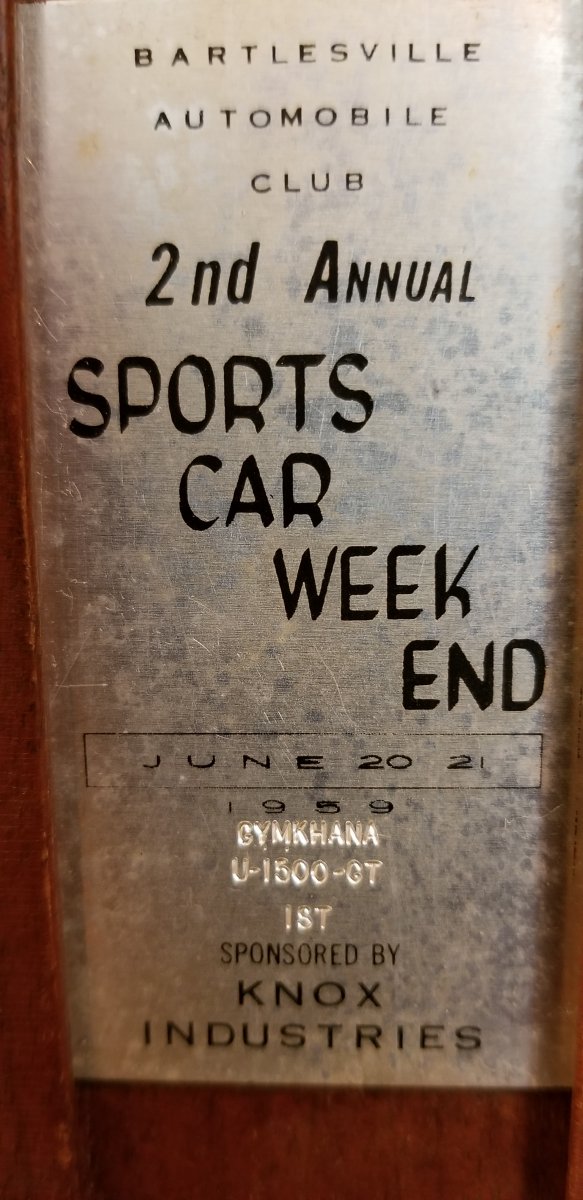 BARTLESVILLE
AUTOMOBILE
CLUB
2nd ANNUAL
SPORTS
CAR
WEEK
END
JUNE 20 21
1959
GYMKHANA
U-1500-GT
1ST
SPONSORED BY
KNOX
INDUSTRIES